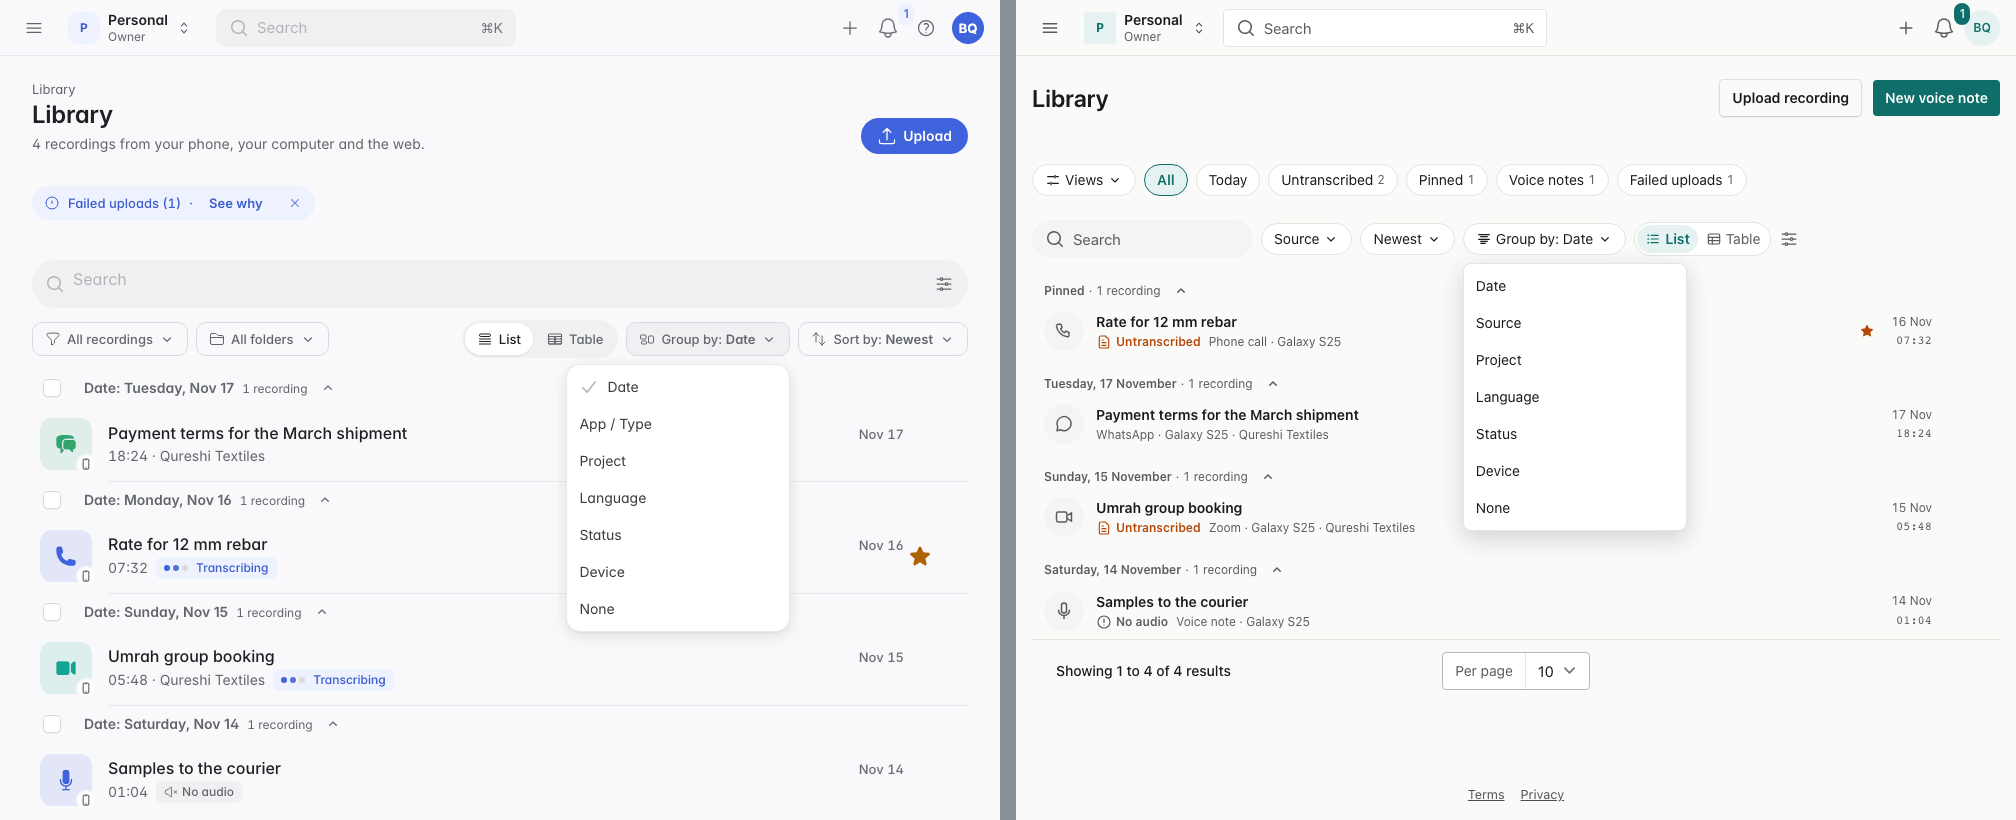 P Personal
Owner
Search ⌘K
1
BQ
Library
Library
4 recordings from your phone, your computer and the web.
Upload
Failed uploads (1) · See why
Search
All recordings
All folders
List
Table
Group by: Date
Sort by: Newest
Date: Tuesday, Nov 17 1 recording
Payment terms for the March shipment
18:24 · Qureshi Textiles
Nov 17
Date: Monday, Nov 16 1 recording
Rate for 12 mm rebar
07:32 Transcribing
Nov 16
Date: Sunday, Nov 15 1 recording
Umrah group booking
05:48 · Qureshi Textiles Transcribing
Nov 15
Date: Saturday, Nov 14 1 recording
Samples to the courier
01:04 No audio
Nov 14
Date
App / Type
Project
Language
Status
Device
None
P Personal
Owner
Search ⌘K
1
BQ
Library
Upload recording
New voice note
Views
All
Today
Untranscribed 2
Pinned 1
Voice notes 1
Failed uploads 1
Search
Source
Newest
Group by: Date
List
Table
Pinned · 1 recording
Rate for 12 mm rebar
Untranscribed Phone call · Galaxy S25
16 Nov
07:32
Tuesday, 17 November · 1 recording
Payment terms for the March shipment
WhatsApp · Galaxy S25 · Qureshi Textiles
17 Nov
18:24
Sunday, 15 November · 1 recording
Umrah group booking
Untranscribed Zoom · Galaxy S25 · Qureshi Textiles
15 Nov
05:48
Saturday, 14 November · 1 recording
Samples to the courier
No audio Voice note · Galaxy S25
14 Nov
01:04
Date
Source
Project
Language
Status
Device
None
Showing 1 to 4 of 4 results
Per page 10
Terms Privacy